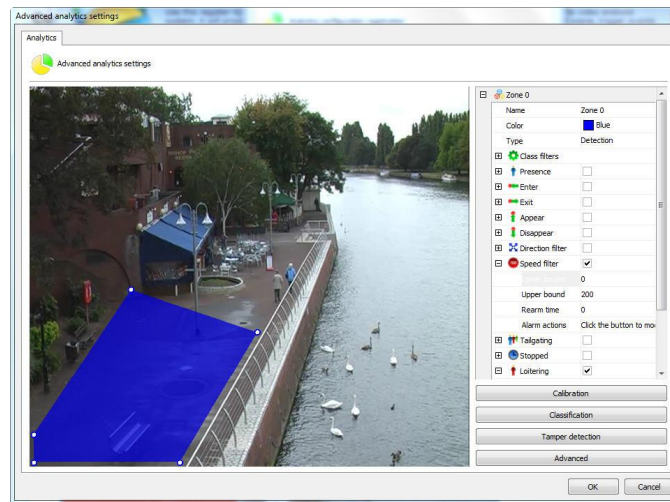 Advanced analytics settings
Analytics
Advanced analytics settings
Zone 0
Name Zone 0
Color Blue
Type Detection
Class filters
Presence
Enter
Exit
Appear
Disappear
Direction filter
Speed filter
0
Upper bound 200
Rearm time 0
Alarm actions Click the button to mo
Tailgating
Stopped
Loitering
Calibration
Classification
Tamper detection
Advanced
OK Cancel